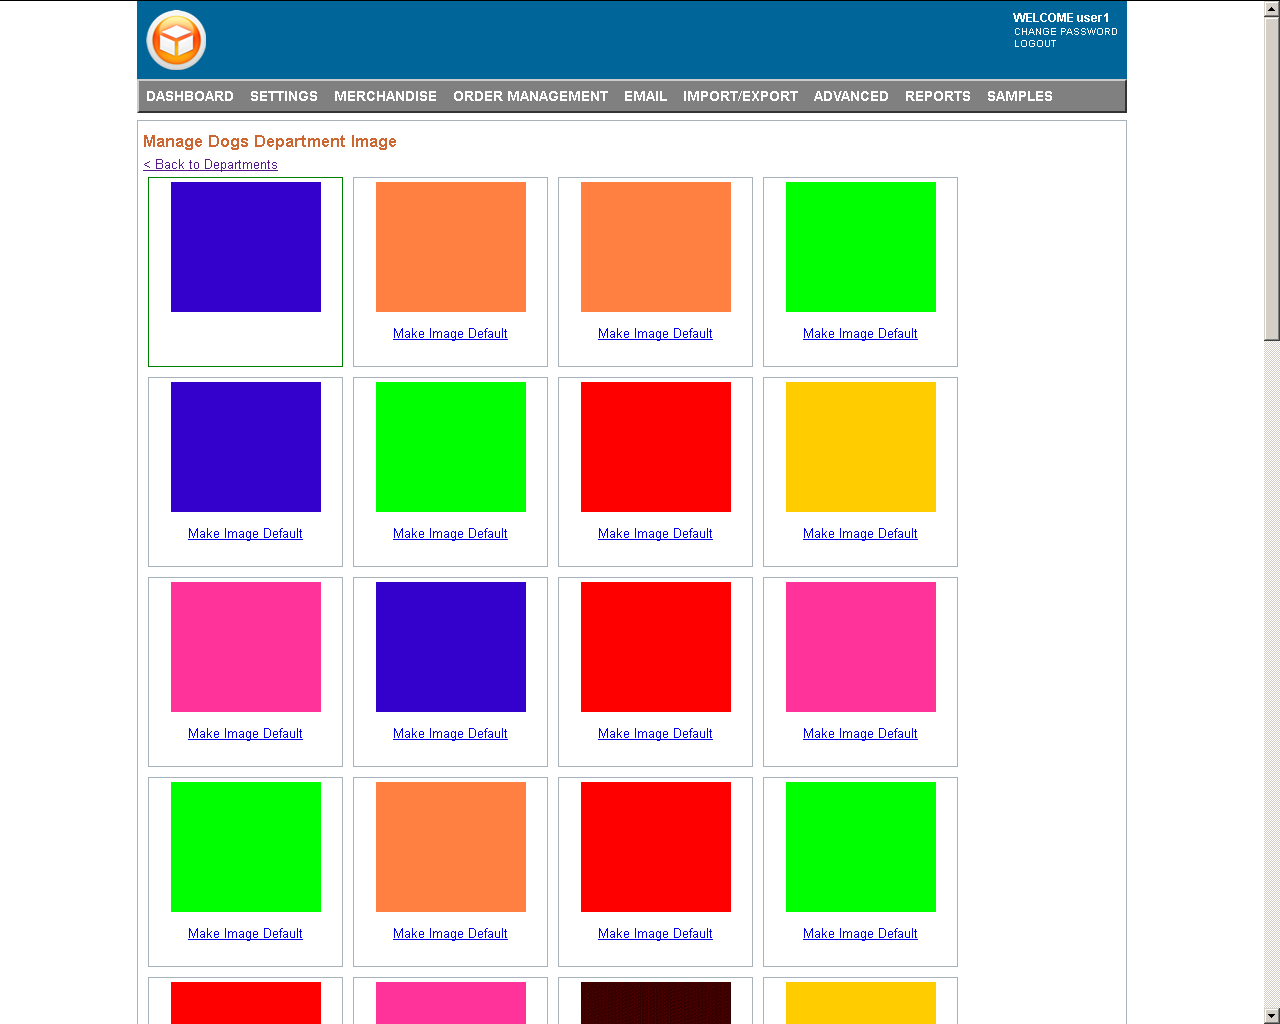 WELCOME user1
CHANGE PASSWORD
LOGOUT
DASHBOARD SETTINGS MERCHANDISE ORDER MANAGEMENT EMAIL IMPORT/EXPORT ADVANCED REPORTS SAMPLES
Manage Dogs Department Image
< Back to Departments
Make Image Default Make Image Default Make Image Default
Make Image Default Make Image Default Make Image Default Make Image Default
Make Image Default Make Image Default Make Image Default Make Image Default
Make Image Default Make Image Default Make Image Default Make Image Default